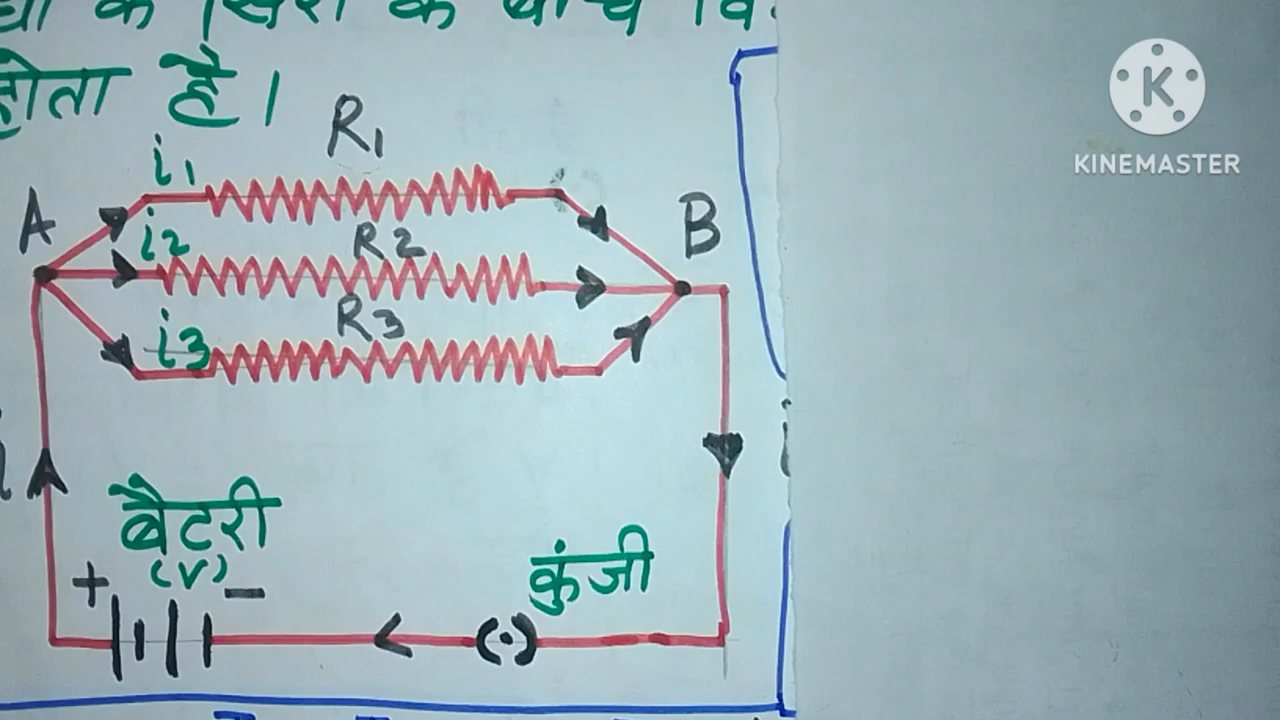 के सिरों के बीच
होता है।
R1
i1
A
B
i2
R2
i3
R3
i
बैटरी
(V)
+
−
कुंजी
K
KINEMASTER